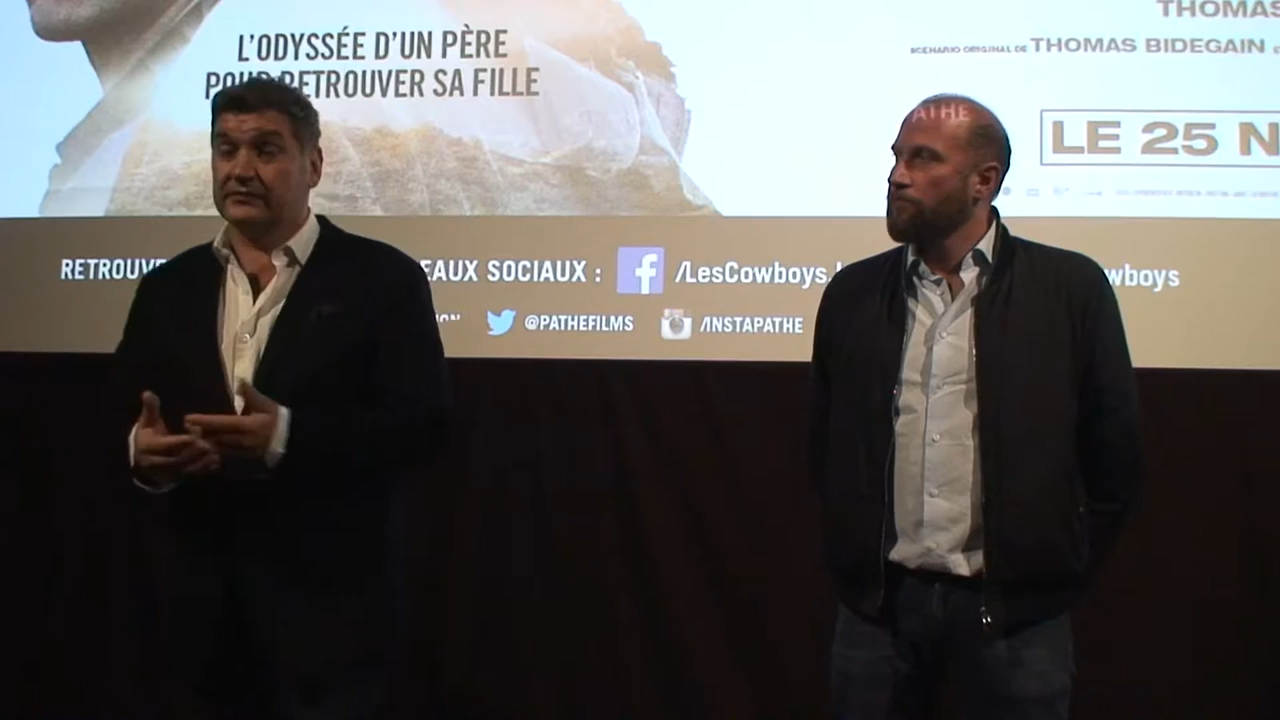 L'ODYSSÉE D'UN PÈRE
POUR RETROUVER SA FILLE
THOMAS
SCENARIO ORIGINAL DE THOMAS BIDEGAIN
PATHE
LE 25 N
RETROUVE
EAUX SOCIAUX : f /LesCowboys.
wboys
@PATHEFILMS /INSTAPATHE